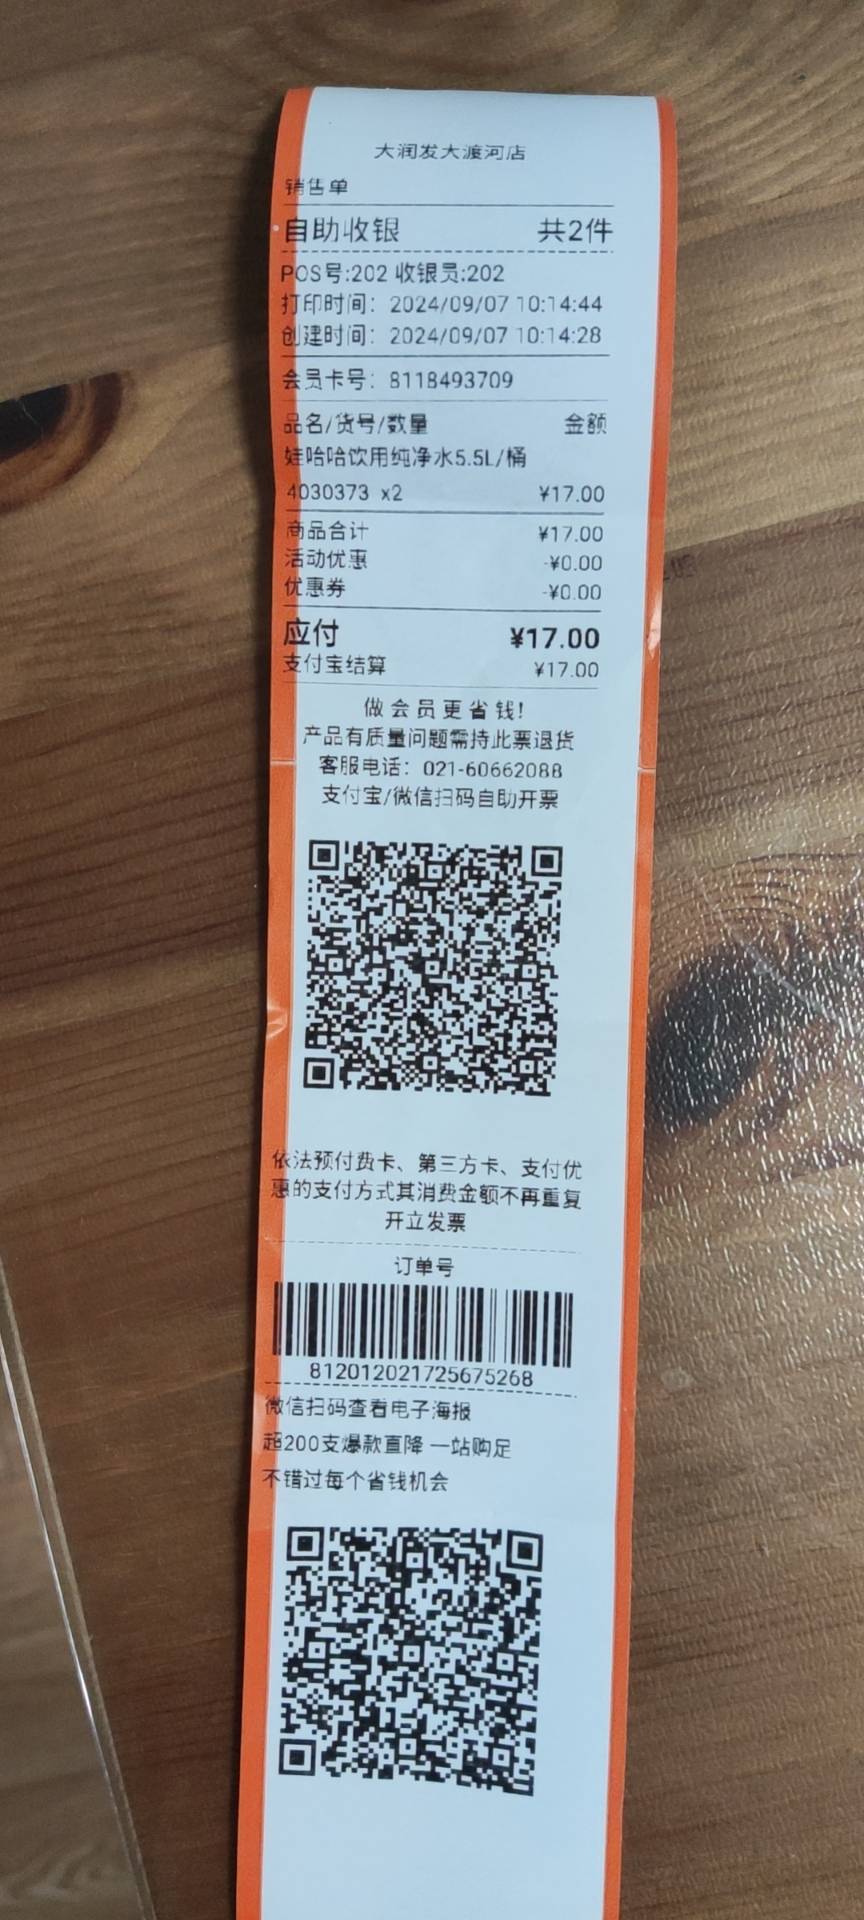 大润发大渡河店
销售单
自助收银 共2件
POS号:202 收银员:202
打印时间： 2024/09/07 10:14:44
创建时间： 2024/09/07 10:14:28
会员卡号： 8118493709
品名/货号/数量 金额
娃哈哈饮用纯净水5.5L/桶
4030373 x2 ¥17.00
商品合计 ¥17.00
活动优惠 -¥0.00
优惠券 -¥0.00
应付 ¥17.00
支付宝结算 ¥17.00
做会员更省钱!
产品有质量问题需持此票退货
客服电话： 021-60662088
支付宝/微信扫码自助开票
依法预付费卡、第三方卡、支付优
惠的支付方式其消费金额不再重复
开立发票
订单号
812012021725675268
微信扫码查看电子海报
超200支爆款直降 一站购足
不错过每个省钱机会